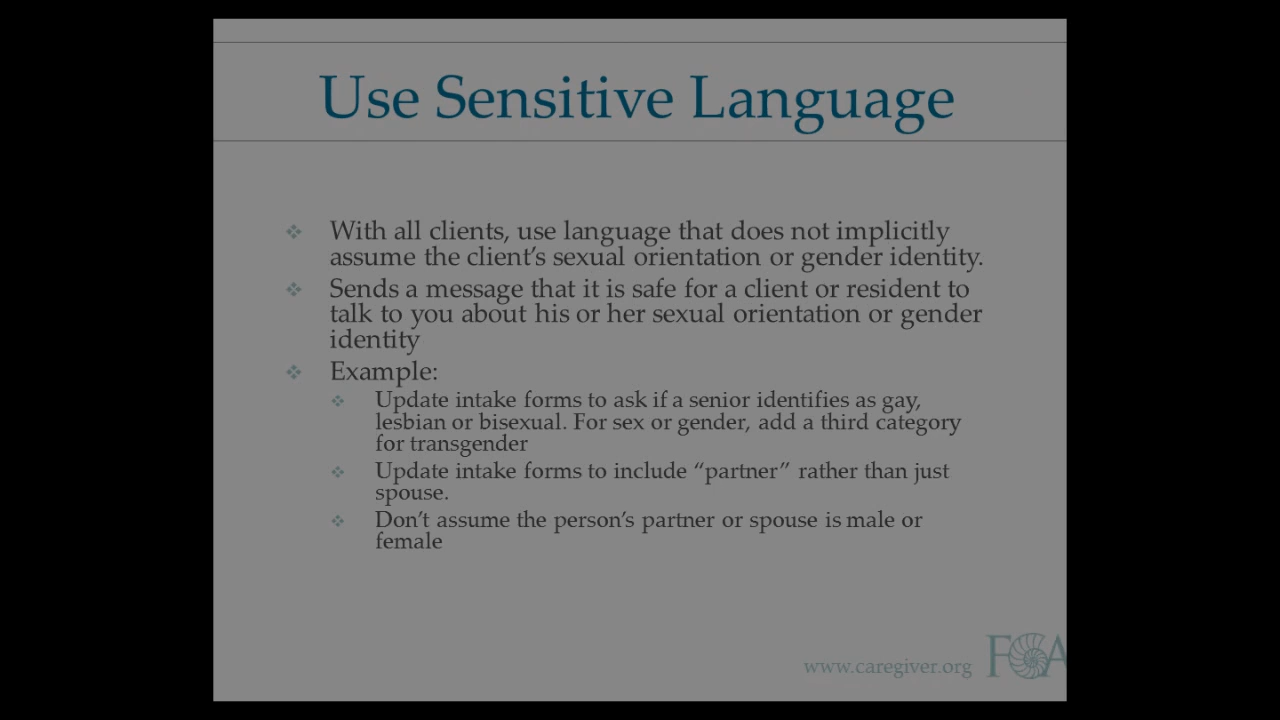 Use Sensitive Language
With all clients, use language that does not implicitly
assume the client's sexual orientation or gender identity.
Sends a message that it is safe for a client or resident to
talk to you about his or her sexual orientation or gender
identity
Example:
Update intake forms to ask if a senior identifies as gay,
lesbian or bisexual. For sex or gender, add a third category
for transgender
Update intake forms to include “partner” rather than just
spouse.
Don't assume the person's partner or spouse is male or
female
www.caregiver.org FCA